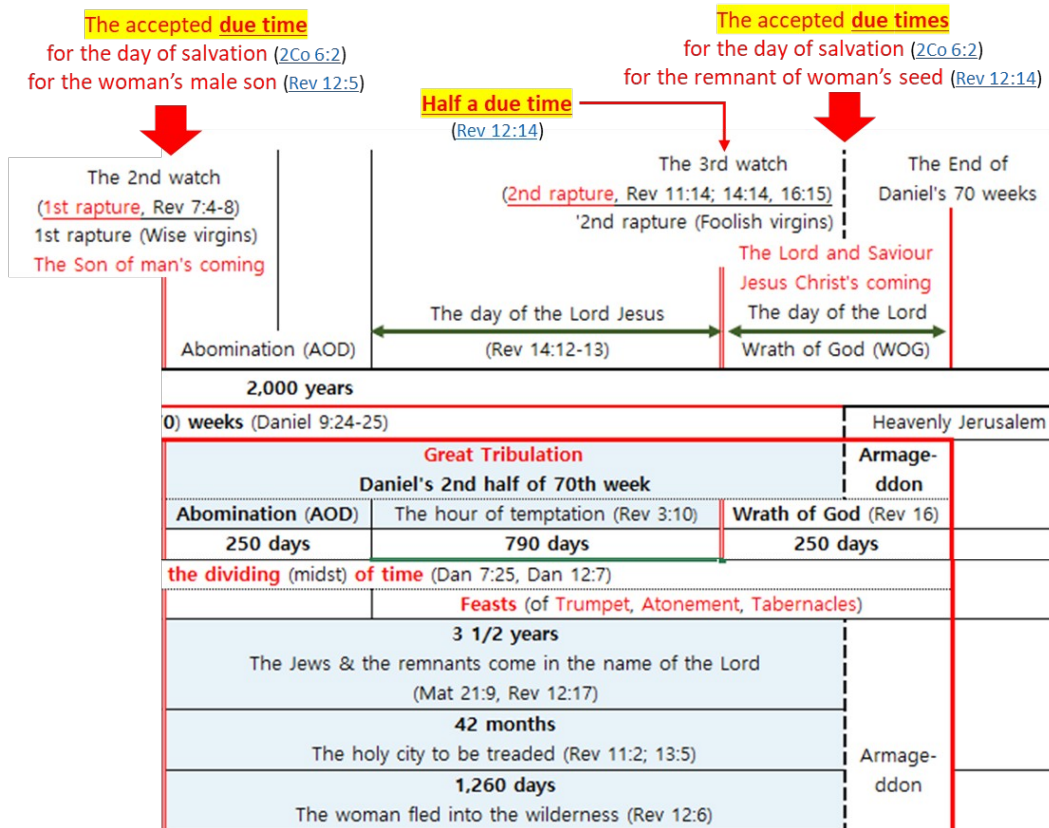 The accepted due time
for the day of salvation (2Co 6:2)
for the woman's male son (Rev 12:5)
The accepted due times
for the day of salvation (2Co 6:2)
for the remnant of woman's seed (Rev 12:14)
Half a due time
(Rev 12:14)
The 2nd watch
(1st rapture, Rev 7:4-8)
1st rapture (Wise virgins)
The Son of man's coming
The 3rd watch
(2nd rapture, Rev 11:14; 14:14, 16:15)
'2nd rapture (Foolish virgins)
The Lord and Saviour
Jesus Christ's coming
The End of
Daniel's 70 weeks
The day of the Lord Jesus
The day of the Lord
Abomination (AOD)
(Rev 14:12-13)
Wrath of God (WOG)
2,000 years
0) weeks (Daniel 9:24-25)
Heavenly Jerusalem
Great Tribulation
Daniel's 2nd half of 70th week
Armage-
ddon
Abomination (AOD)
The hour of temptation (Rev 3:10)
Wrath of God (Rev 16)
250 days
790 days
250 days
the dividing (midst) of time (Dan 7:25, Dan 12:7)
Feasts (of Trumpet, Atonement, Tabernacles)
3 1/2 years
The Jews & the remnants come in the name of the Lord
(Mat 21:9, Rev 12:17)
42 months
The holy city to be treaded (Rev 11:2; 13:5)
Armage-
ddon
1,260 days
The woman fled into the wilderness (Rev 12:6)